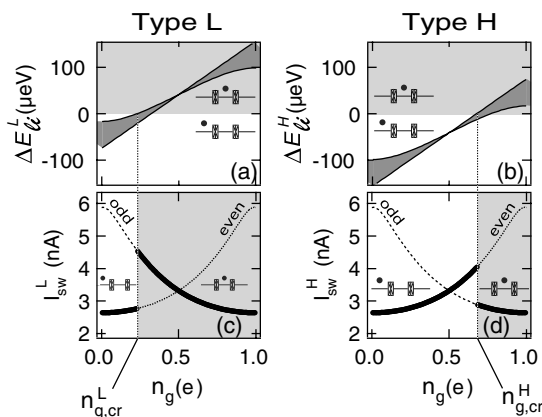 Type L
Type H
ΔE_{li}^{L}(μeV)
100
0
-100
(a)
ΔE_{li}^{H}(μeV)
100
0
-100
(b)
I_{sw}^{L} (nA)
6
5
4
3
2
odd
even
(c)
I_{sw}^{H} (nA)
6
5
4
3
2
odd
even
(d)
0.0
0.5
1.0
0.0
0.5
1.0
n_{g,cr}^{L}
n_{g}(e)
n_{g}(e)
n_{g,cr}^{H}